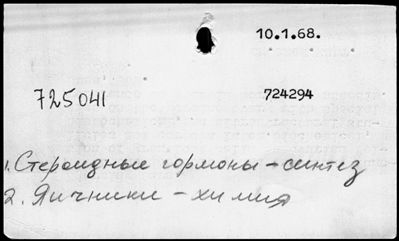 10.1.68.
725041
724294
1. Стероидные гормоны - синтез
2. Яичники - химия